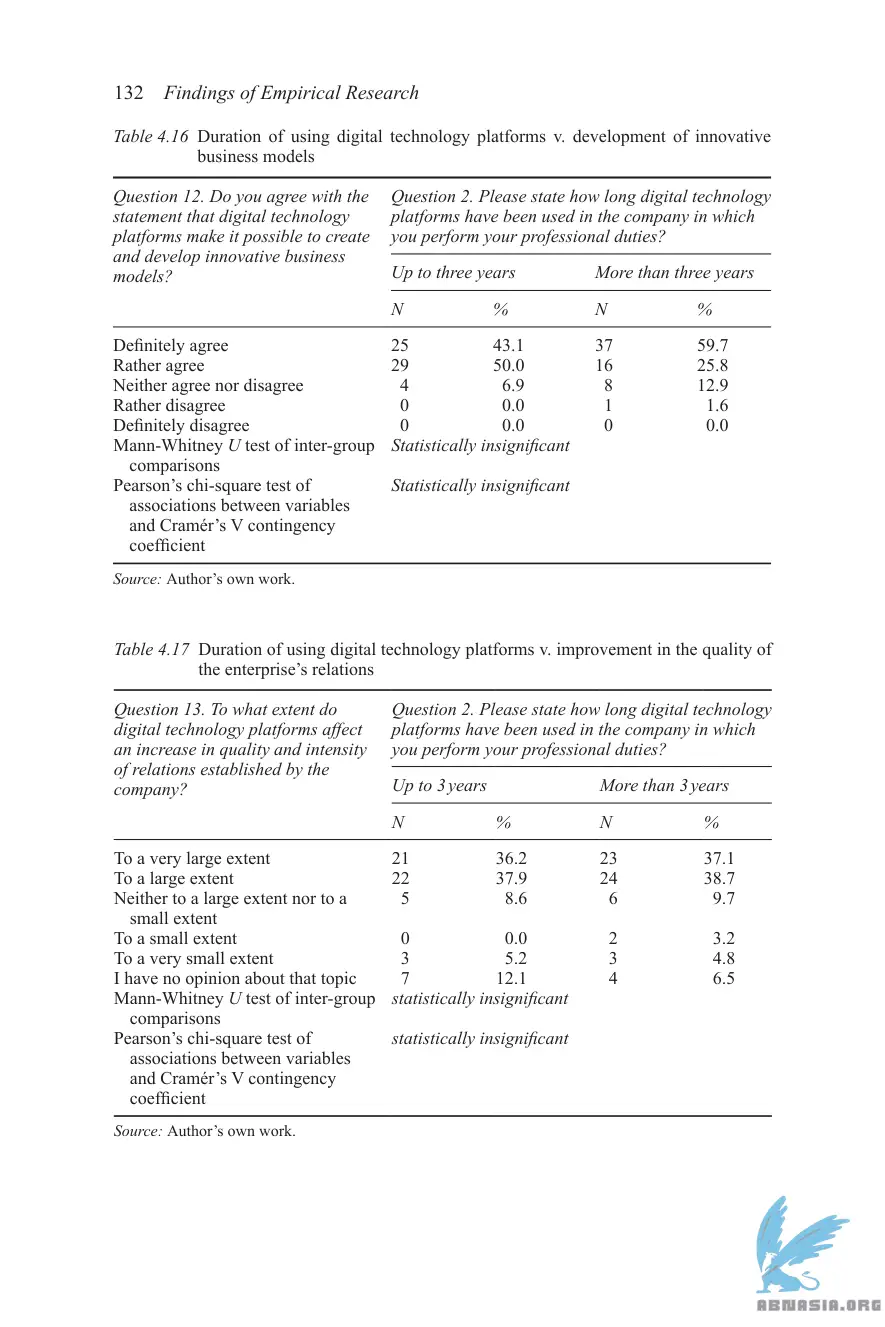 132 Findings of Empirical Research
Table 4.16 Duration of using digital technology platforms v. development of innovative
business models
Question 12. Do you agree with the
statement that digital technology
platforms make it possible to create
and develop innovative business
models?
Question 2. Please state how long digital technology
platforms have been used in the company in which
you perform your professional duties?
Up to three years More than three years
N % N %
Definitely agree 25 43.1 37 59.7
Rather agree 29 50.0 16 25.8
Neither agree nor disagree 4 6.9 8 12.9
Rather disagree 0 0.0 1 1.6
Definitely disagree 0 0.0 0 0.0
Mann-Whitney U test of inter-group Statistically insignificant
comparisons
Pearson’s chi-square test of Statistically insignificant
associations between variables
and Cramér’s V contingency
coefficient
Source: Author’s own work.
Table 4.17 Duration of using digital technology platforms v. improvement in the quality of
the enterprise’s relations
Question 13. To what extent do
digital technology platforms affect
an increase in quality and intensity
of relations established by the
company?
Question 2. Please state how long digital technology
platforms have been used in the company in which
you perform your professional duties?
Up to 3 years More than 3 years
N % N %
To a very large extent 21 36.2 23 37.1
To a large extent 22 37.9 24 38.7
Neither to a large extent nor to a 5 8.6 6 9.7
small extent
To a small extent 0 0.0 2 3.2
To a very small extent 3 5.2 3 4.8
I have no opinion about that topic 7 12.1 4 6.5
Mann-Whitney U test of inter-group statistically insignificant
comparisons
Pearson’s chi-square test of statistically insignificant
associations between variables
and Cramér’s V contingency
coefficient
Source: Author’s own work.
ABNASIA.ORG